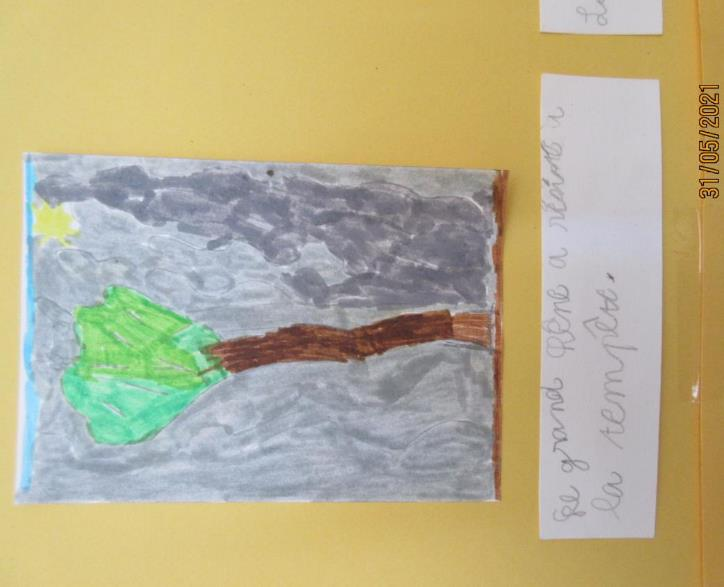 Le grand chêne a résisté à
la tempête.
31/05/2021